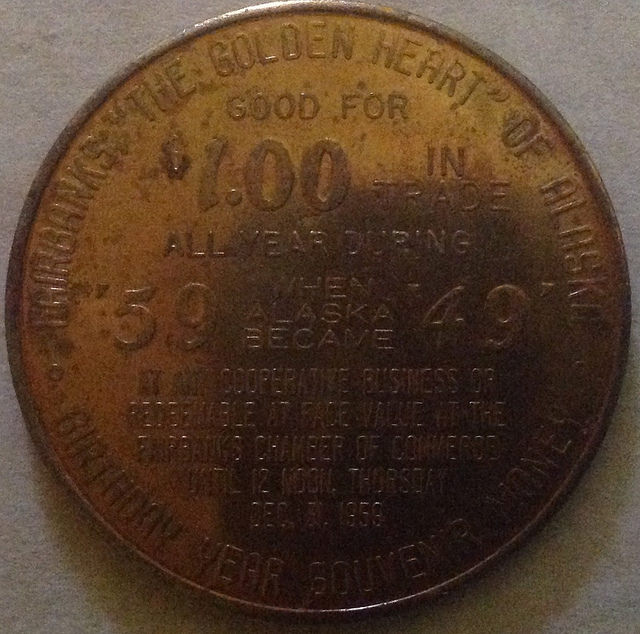 FAIRBANKS "THE GOLDEN HEART" OF ALASKA
GOOD FOR
$1.00 IN TRADE
ALL YEAR DURING
"59 WHEN ALASKA BECAME "49"
AT ANY COOPERATIVE BUSINESS OR
REDEEMABLE AT FACE VALUE AT THE
FAIRBANKS CHAMBER OF COMMERCE
UNTIL 12 NOON, THURSDAY
DEC. 31, 1959
BIRTHDAY YEAR SOUVENIR MONEY